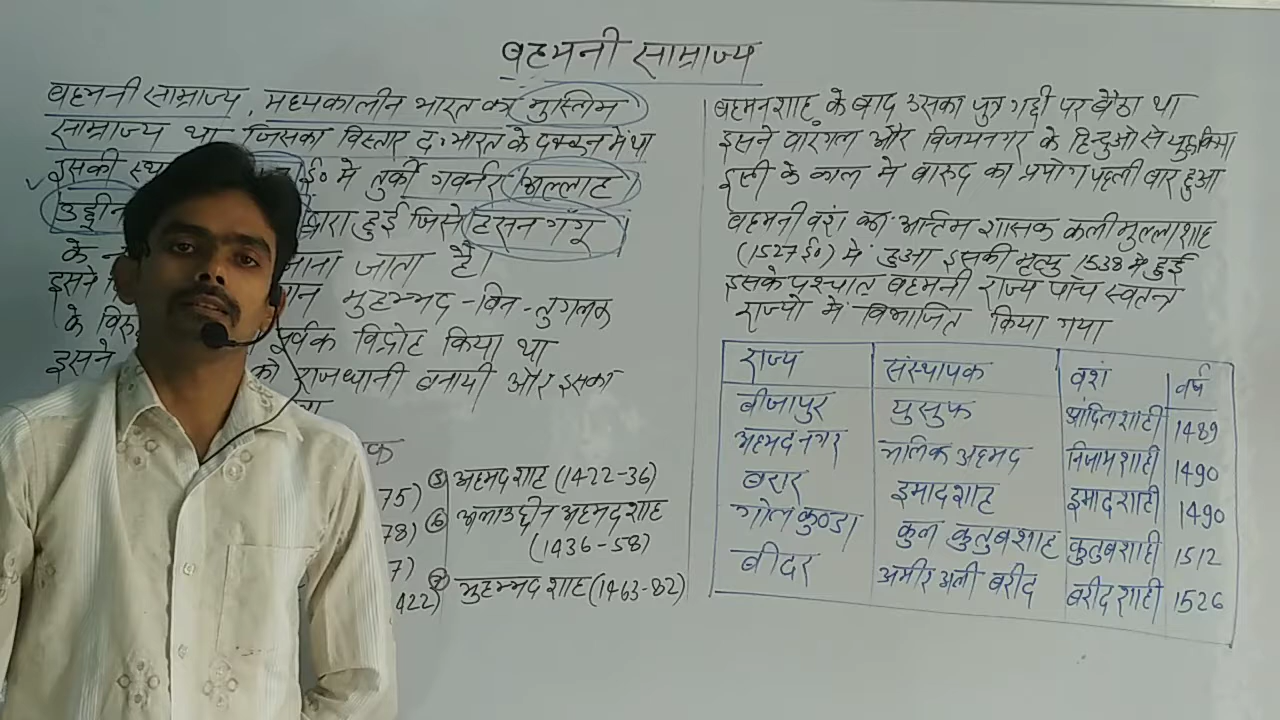 बहमनी साम्राज्य
बहमनी साम्राज्य, मध्यकालीन भारत का मुस्लिम
साम्राज्य था जिसका विस्तार द. भारत के दक्कन मे था
इसकी ई० मे तुर्की गवर्नर अल्लाह
उद्दीन द्वारा हुई जिसे हसन गंगू
के माना जाता है।
इसने मुहम्मद-बिन-तुगलक
के पूर्वक विद्रोह किया था
इसने को राजधानी बनायी और इसका
75)
78)
7)
422)
⑤ अहमद शाह (1422-36)
⑥ अलाउद्दीन अहमद शाह
(1436-58)
⑦ मुहम्मद शाह (1463-82)
बहमनशाह के बाद उसका पुत्र गद्दी पर बैठा था
इसने वारंगल और विजयनगर के हिन्दुओ से युद्ध किया
इसी के काल मे बारूद का प्रयोग पहली बार हुआ
बहमनी वंश का अन्तिम शासक कलीमुल्लाशाह
(1527ई०) में हुआ इसकी मृत्यु 1538 मे हुई
इसके पश्चात बहमनी राज्य पाँच स्वतन्त्र
राज्यो में विभाजित किया गया
राज्य संस्थापक वंश वर्ष
बीजापुर युसुफ आदिलशाही 1489
अहमदनगर मलिक अहमद निजामशाही 1490
बरार इमादशाह इमादशाही 1490
गोलकुण्डा कुल कुतुबशाह कुतुबशाही 1512
बीदर अमीर अली बरीद बरीदशाही 1526